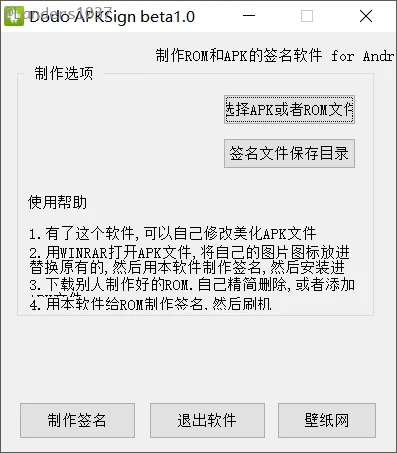 Dodo APKSign beta1.0
制作ROM和APK的签名软件 for Andr
制作选项
选择APK或者ROM文件
签名文件保存目录
使用帮助
1.有了这个软件,可以自己修改美化APK文件
2.用WINRAR打开APK文件,将自己的图片图标放进
替换原有的,然后用本软件制作签名,然后安装进
3.下载别人制作好的ROM.自己精简删除,或者添加
4.用本软件给ROM制作签名.然后刷机
制作签名
退出软件
壁纸网